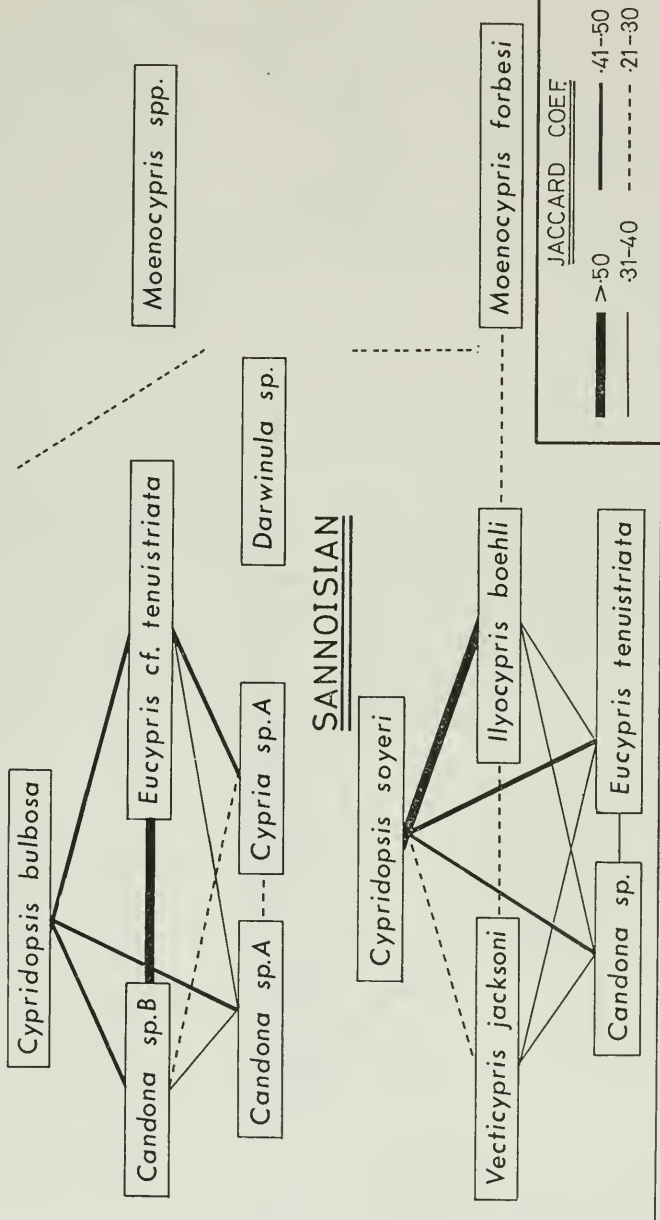 Cypridopsis bulbosa
Candona sp.B
Eucypris cf. tenuistriata
Moenocypris spp.
Candona sp.A
Cypria sp.A
Darwinula sp.
SANNOISIAN
Cypridopsis soyeri
Vecticypris jacksoni
Ilyocypris boehli
Moenocypris forbesi
Candona sp.
Eucypris tenuistriata
JACCARD COEF.
>·50
·41-50
·31-40
·21-30